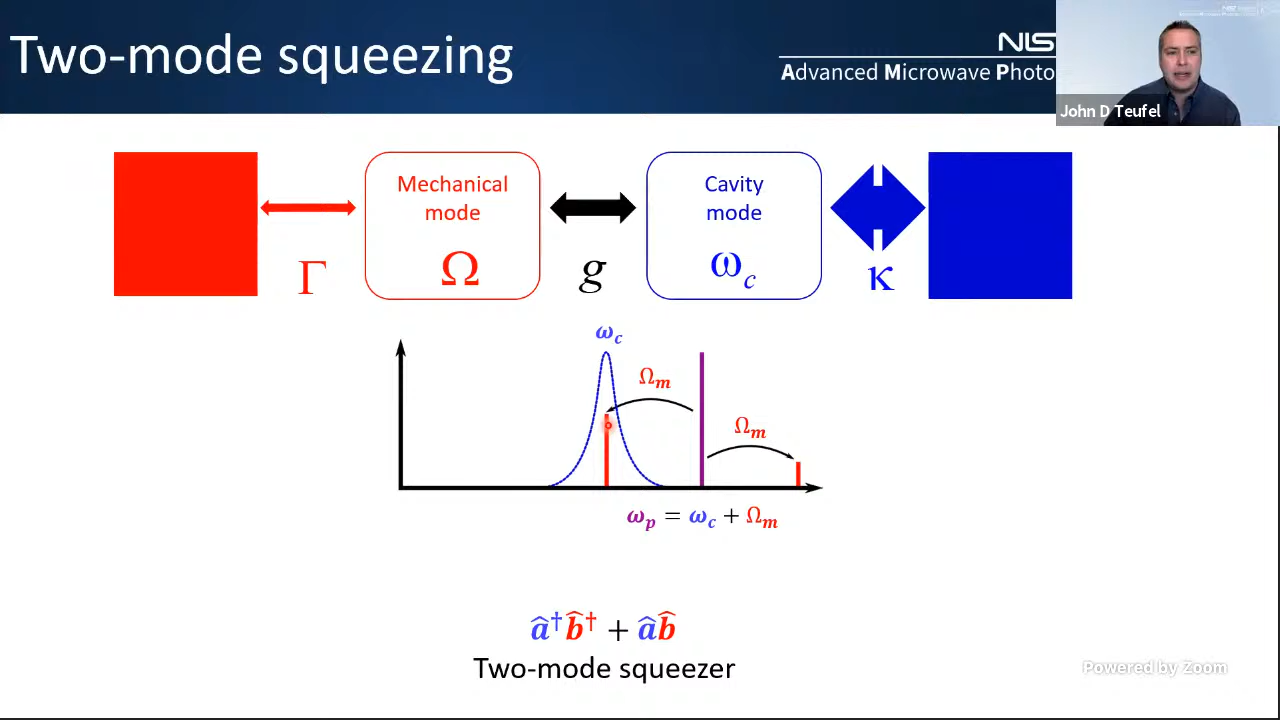 Two-mode squeezing
NIS
Advanced Microwave Photo
John D Teufel
Mechanical
mode
Cavity
mode
Γ
Ω
g
ω_c
κ
ω_c
Ω_m
Ω_m
ω_p = ω_c + Ω_m
â†b̂† + âb̂
Two-mode squeezer
Powered by Zoom